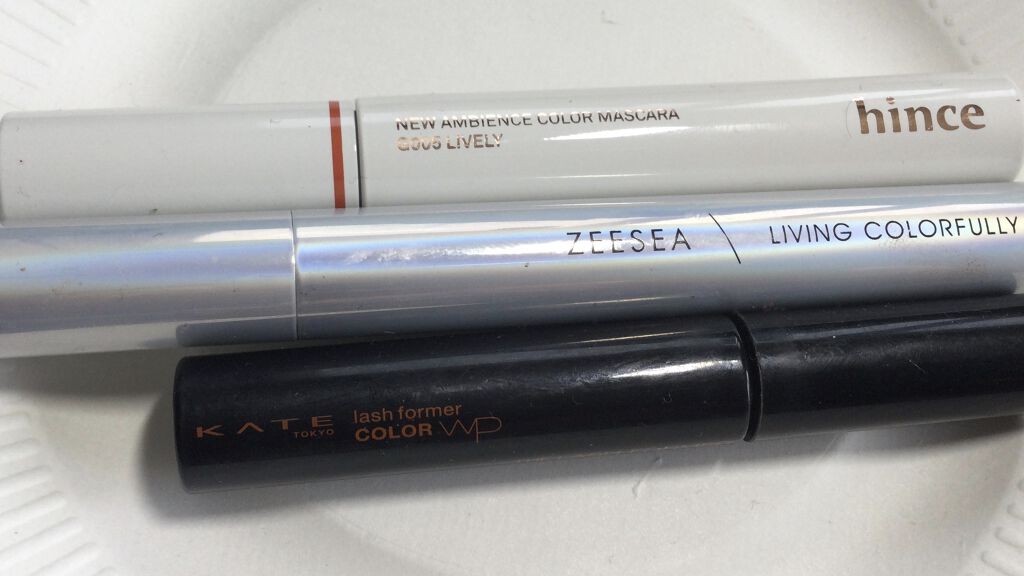 NEW AMBIENCE COLOR MASCARA
G005 LIVELY
hince
ZEESEA \ LIVING COLORFULLY
KATE
TOKYO
lash former
COLOR WP